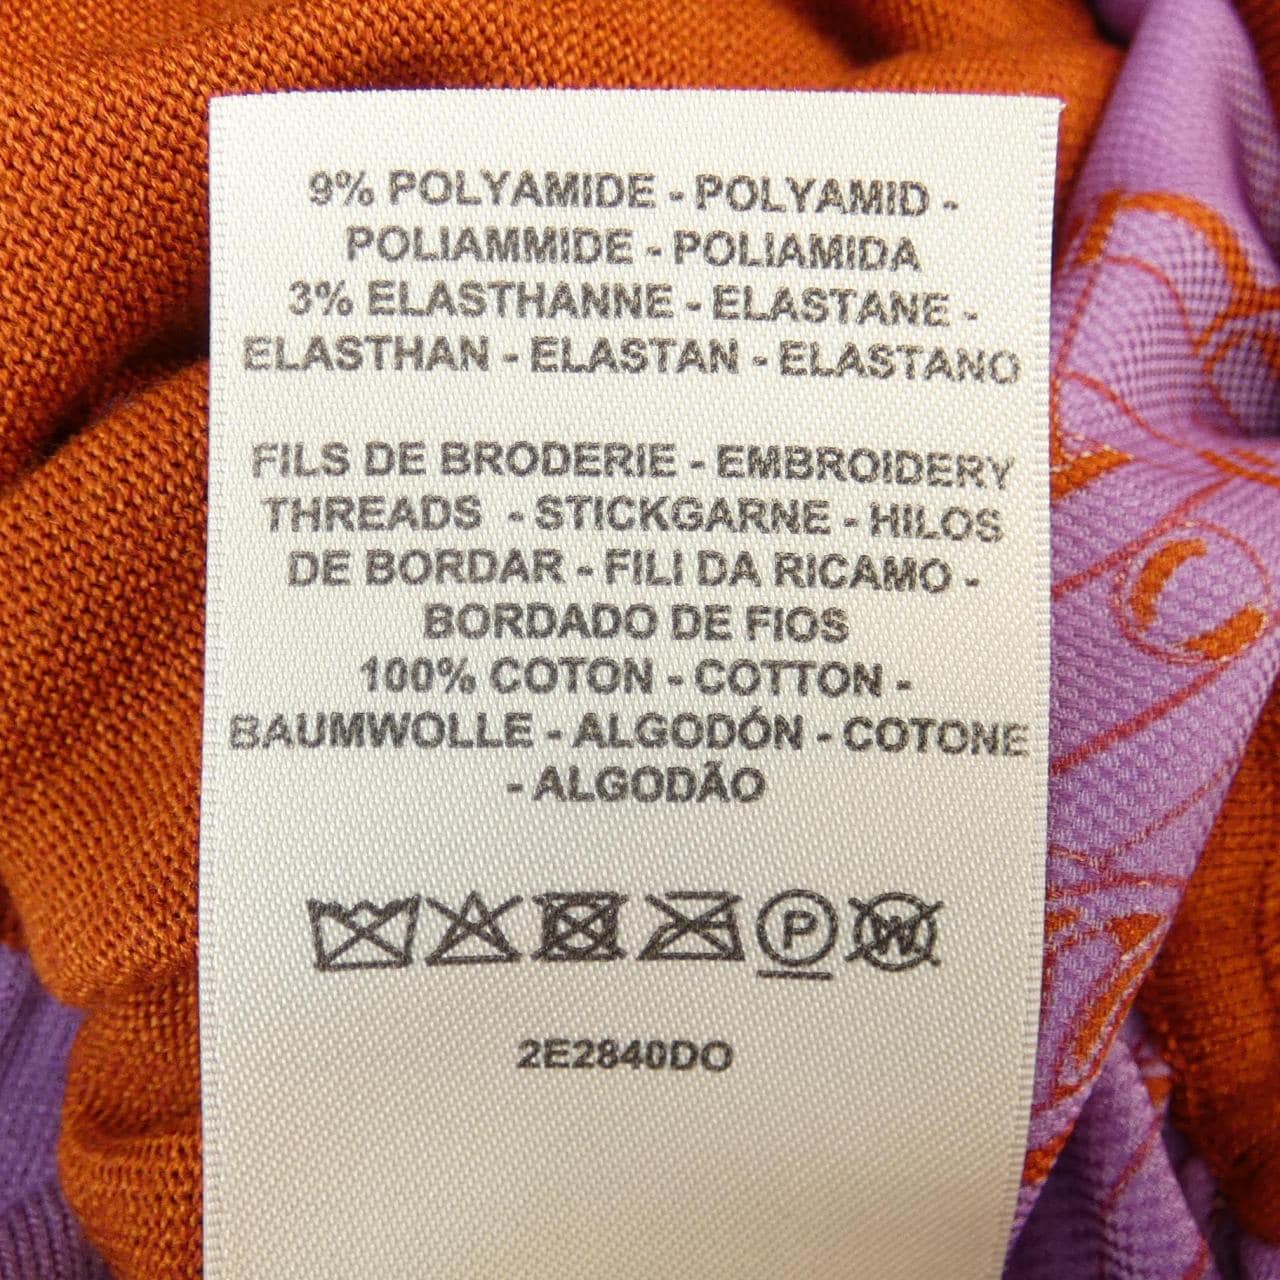 9% POLYAMIDE - POLYAMID -
POLIAMMIDE - POLIAMIDA
3% ELASTHANNE - ELASTANE -
ELASTHAN - ELASTAN - ELASTANO
FILS DE BRODERIE - EMBROIDERY
THREADS - STICKGARNE - HILOS
DE BORDAR - FILI DA RICAMO -
BORDADO DE FIOS
100% COTON - COTTON -
BAUMWOLLE - ALGODÓN - COTONE
- ALGODÃO
P W
2E2840DO